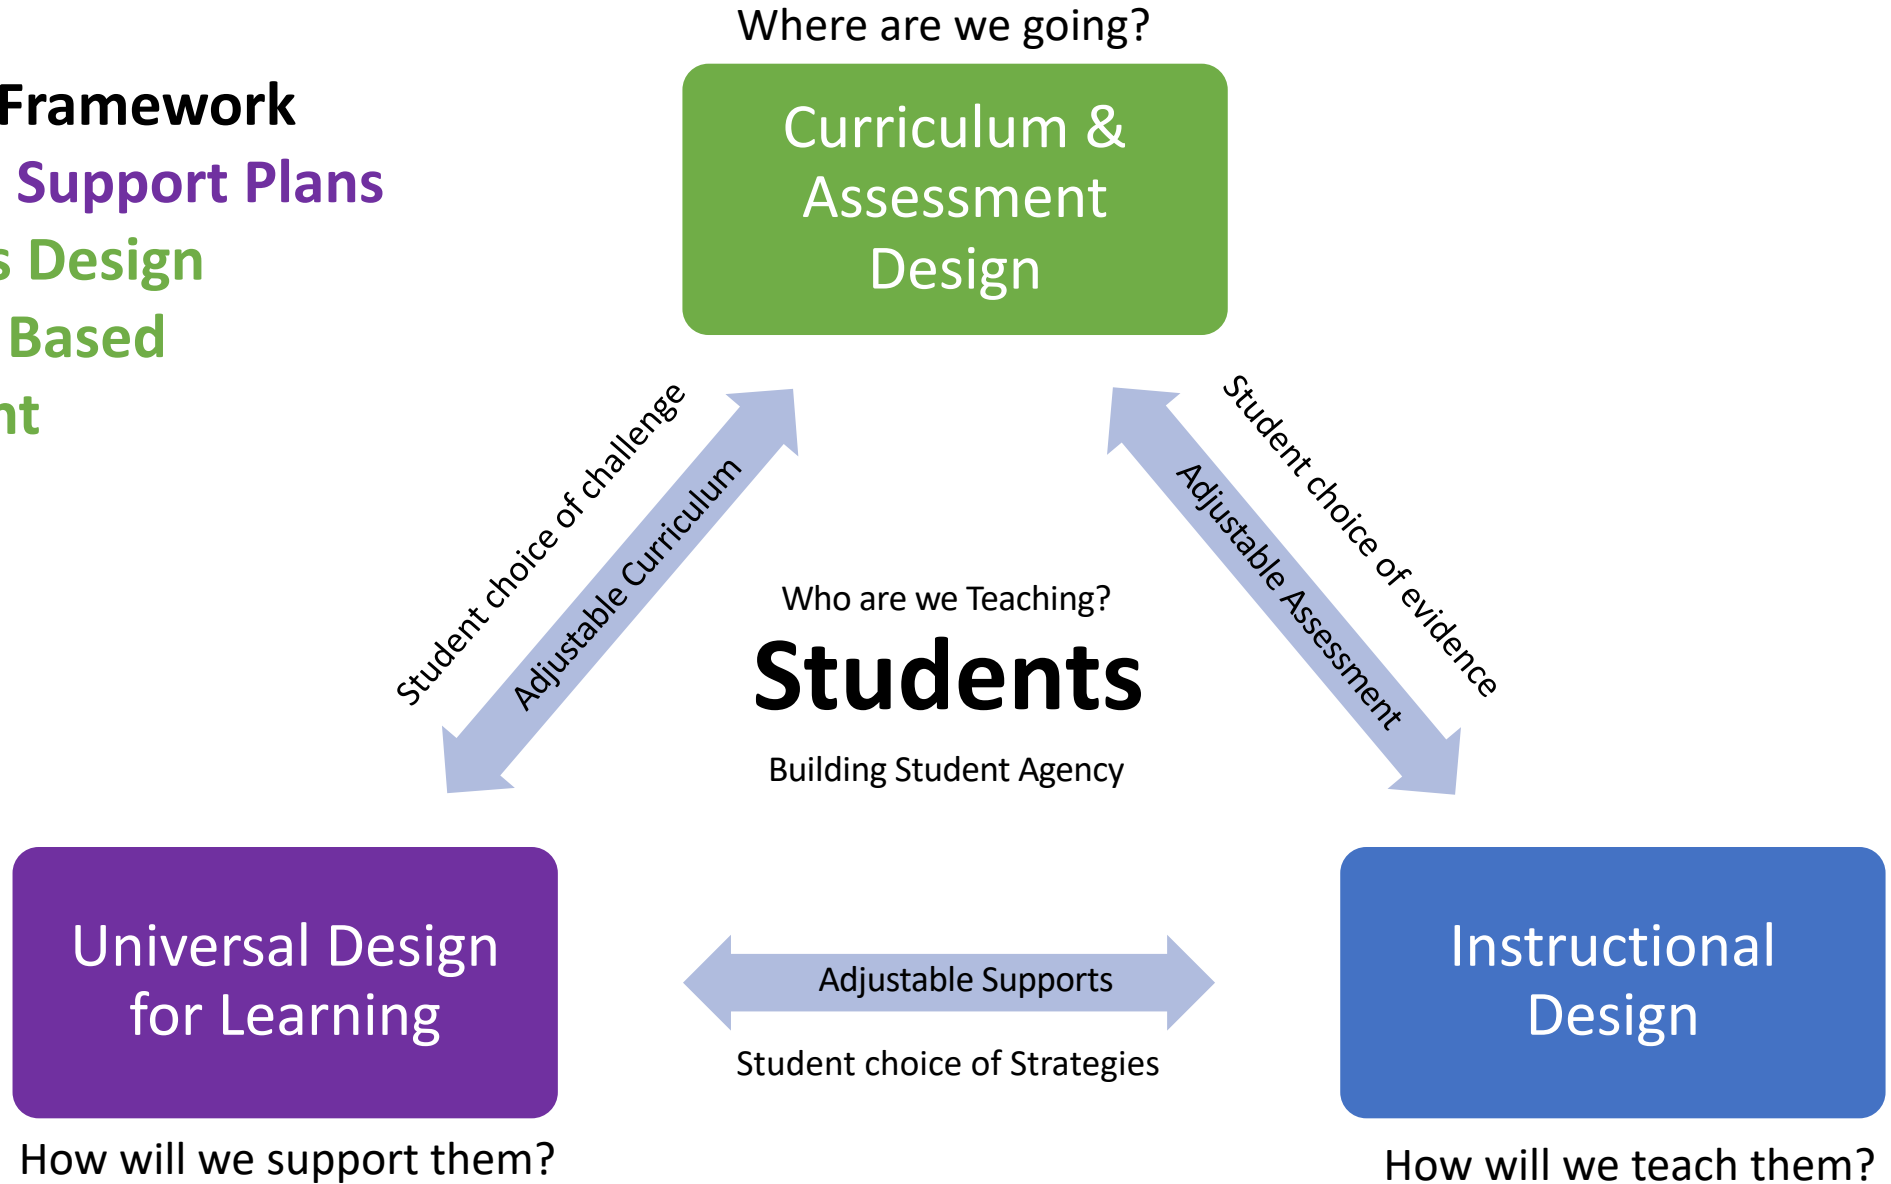 Where are we going?
Framework
Support Plans
s Design
Based
nt
Curriculum &
Assessment
Design
Student choice of challenge
Adjustable Curriculum
Student choice of evidence
Adjustable Assessment
Who are we Teaching?
Students
Building Student Agency
Universal Design
for Learning
Adjustable Supports
Student choice of Strategies
Instructional
Design
How will we support them?
How will we teach them?